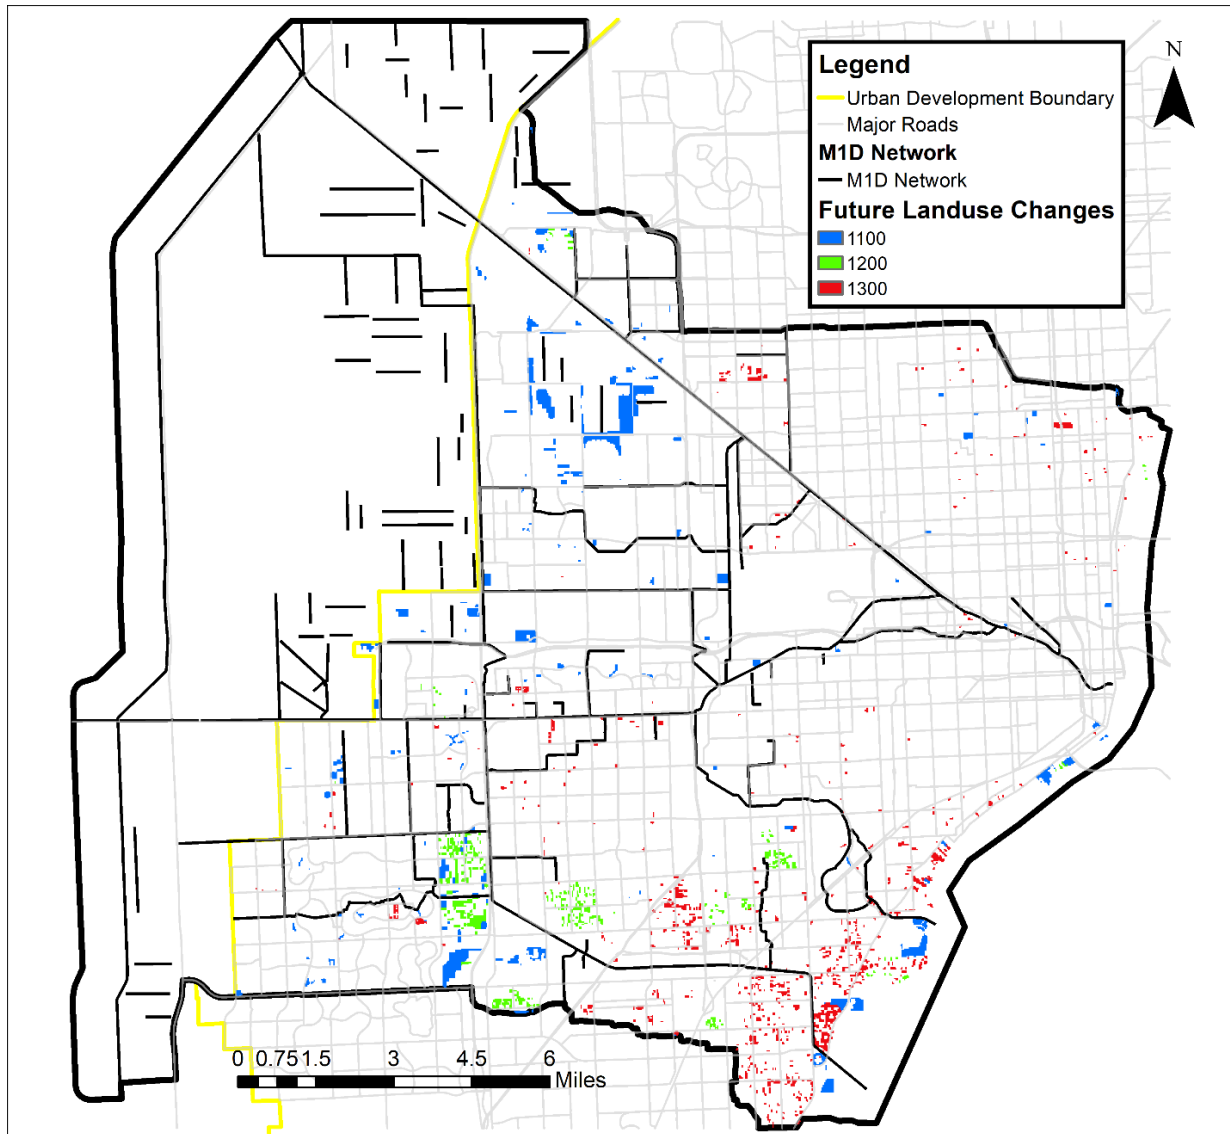 N
Legend
Urban Development Boundary
Major Roads
M1D Network
M1D Network
Future Landuse Changes
1100
1200
1300
0 0.75 1.5 3 4.5 6
Miles